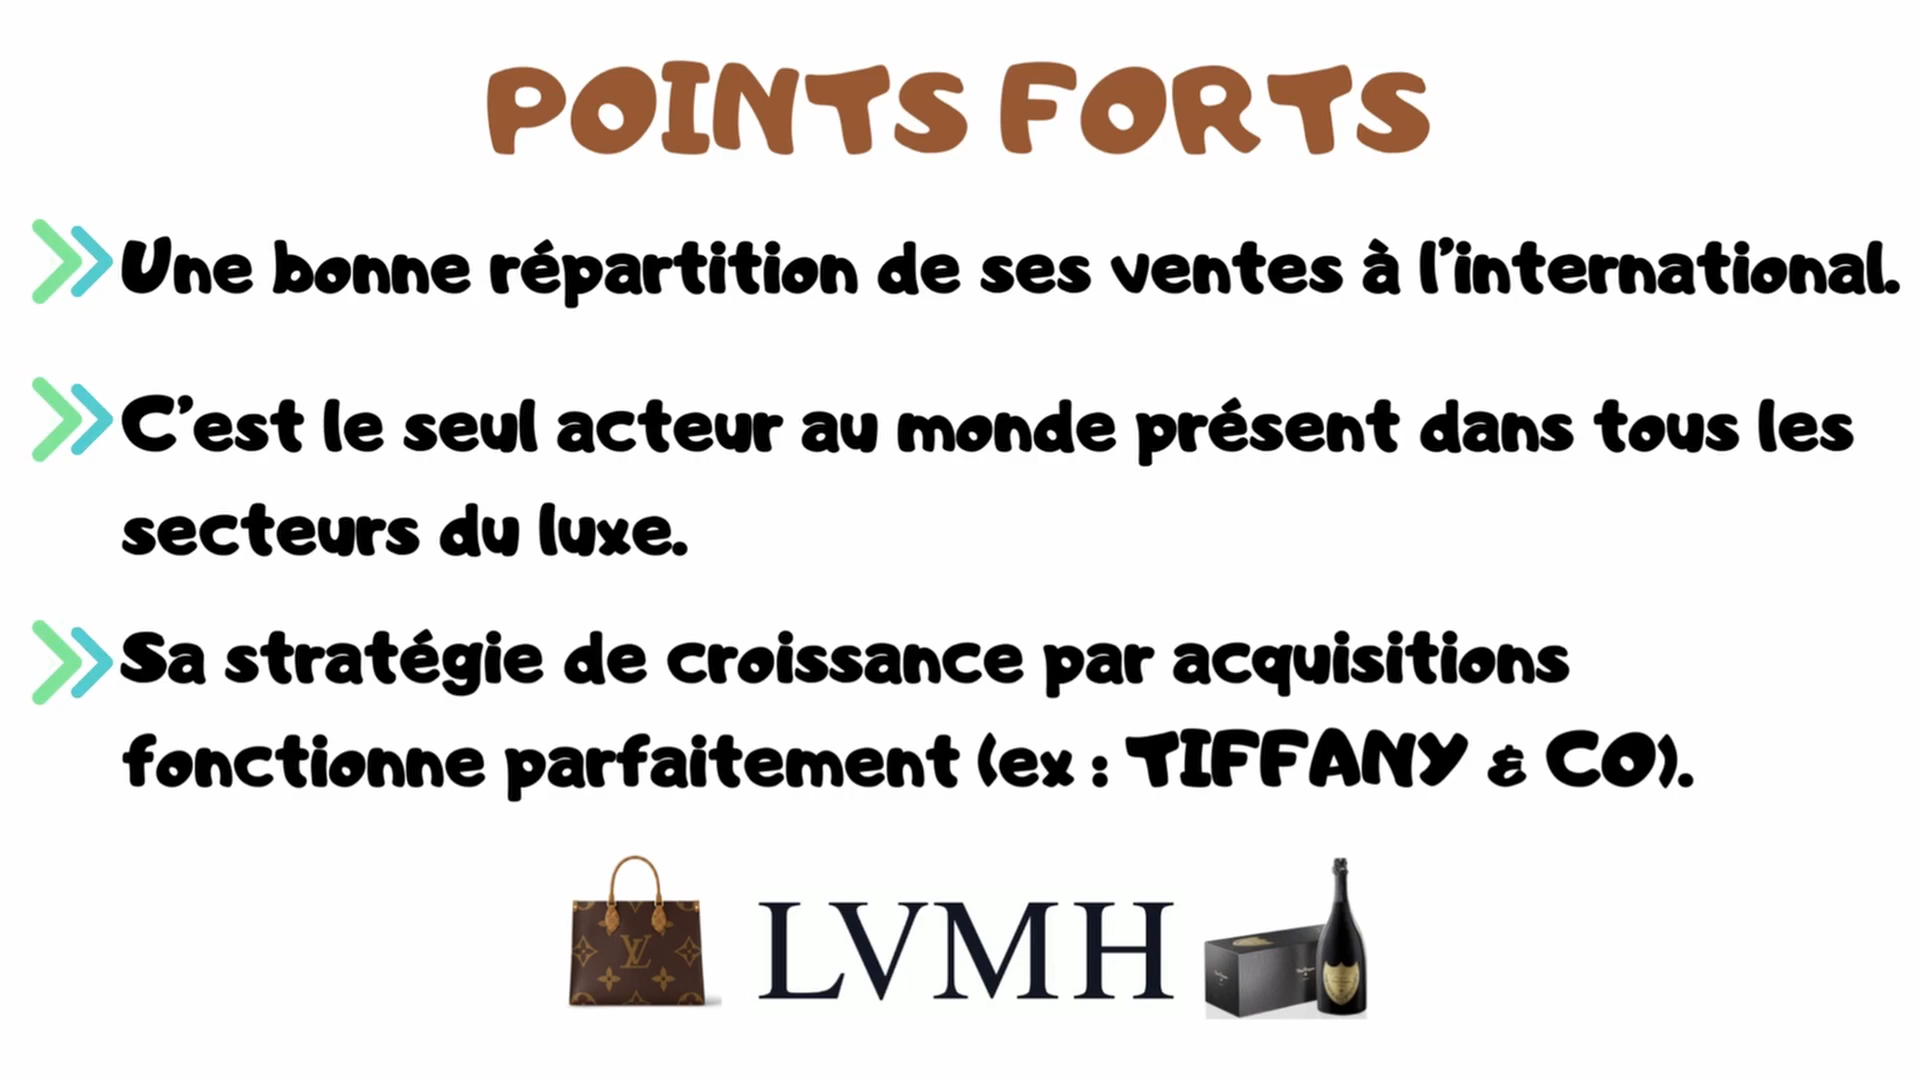 POINTS FORTS
Une bonne répartition de ses ventes à l'international.
C'est le seul acteur au monde présent dans tous les
secteurs du luxe.
Sa stratégie de croissance par acquisitions
fonctionne parfaitement (ex : TIFFANY & CO).
LV
LVMH